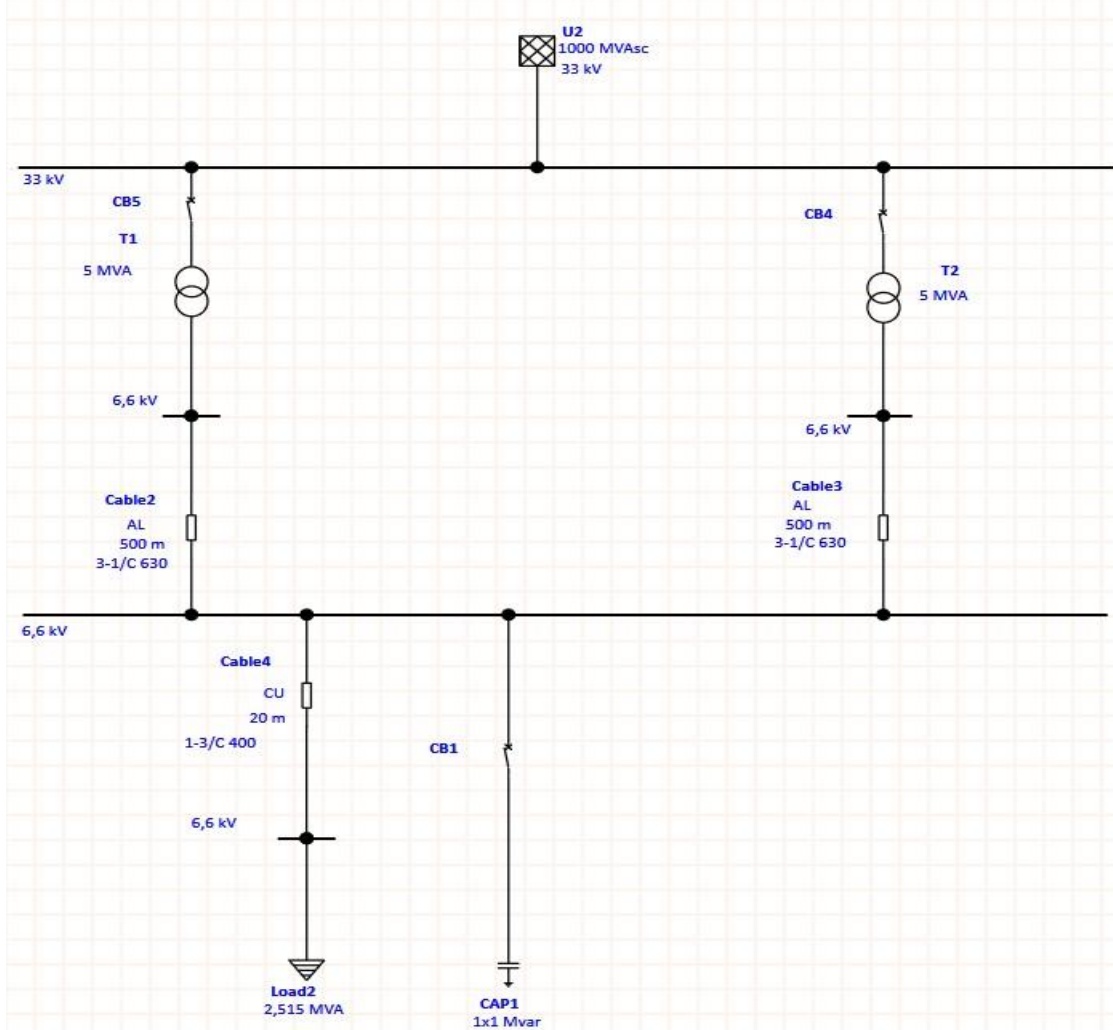 U2
1000 MVAsc
33 kV
33 kV
CB5
CB4
T1
5 MVA
T2
5 MVA
6,6 kV
6,6 kV
Cable2
AL
500 m
3-1/C 630
Cable3
AL
500 m
3-1/C 630
6,6 kV
Cable4
CU
20 m
1-3/C 400
CB1
6,6 kV
Load2
2,515 MVA
CAP1
1x1 Mvar